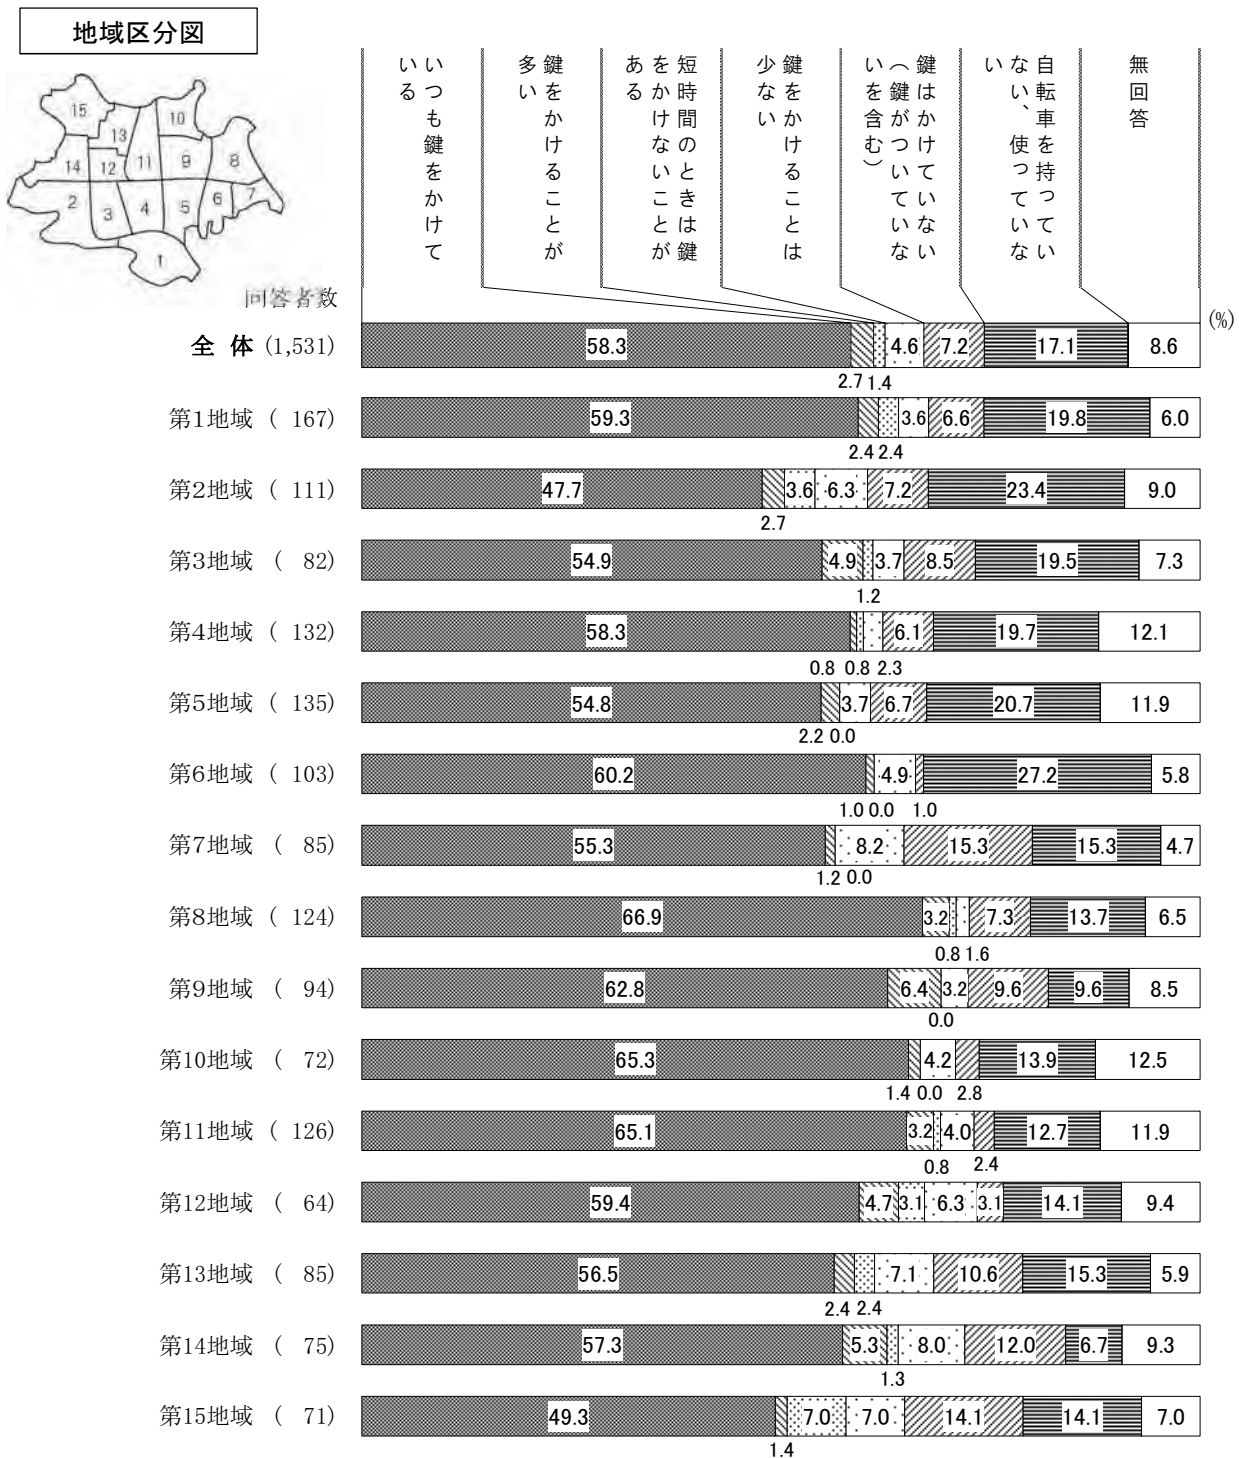 地域区分図
15
10
13
14
12
11
9
8
2
3
4
5
6
7
1
いつも鍵をかけて
いる
鍵をかけることが
多い
短時間のときは鍵
をかけないことが
ある
鍵をかけることは
少ない
鍵はかけていない
（鍵がついていな
いを含む）
自転車を持ってい
ない、使っていな
い
無回答
回答者数
(%)
全 体 (1,531)
58.3 4.6 7.2 17.1 8.6
2.7 1.4
第1地域 ( 167)
59.3 3.6 6.6 19.8 6.0
2.4 2.4
第2地域 ( 111)
47.7 3.6 6.3 7.2 23.4 9.0
2.7
第3地域 ( 82)
54.9 4.9 3.7 8.5 19.5 7.3
1.2
第4地域 ( 132)
58.3 6.1 19.7 12.1
0.8 0.8 2.3
第5地域 ( 135)
54.8 3.7 6.7 20.7 11.9
2.2 0.0
第6地域 ( 103)
60.2 4.9 27.2 5.8
1.0 0.0 1.0
第7地域 ( 85)
55.3 8.2 15.3 15.3 4.7
1.2 0.0
第8地域 ( 124)
66.9 3.2 7.3 13.7 6.5
0.8 1.6
第9地域 ( 94)
62.8 6.4 3.2 9.6 9.6 8.5
0.0
第10地域 ( 72)
65.3 4.2 13.9 12.5
1.4 0.0 2.8
第11地域 ( 126)
65.1 3.2 4.0 12.7 11.9
0.8 2.4
第12地域 ( 64)
59.4 4.7 3.1 6.3 3.1 14.1 9.4
第13地域 ( 85)
56.5 7.1 10.6 15.3 5.9
2.4 2.4
第14地域 ( 75)
57.3 5.3 8.0 12.0 6.7 9.3
1.3
第15地域 ( 71)
49.3 7.0 7.0 14.1 14.1 7.0
1.4